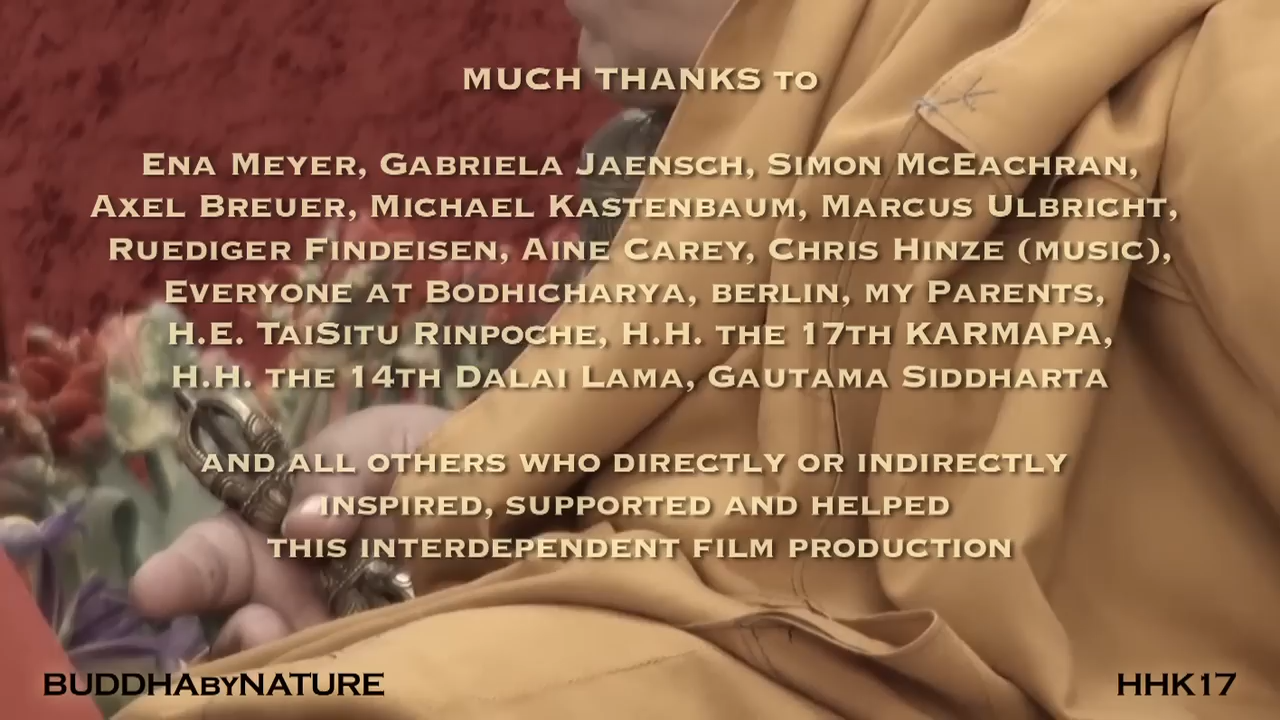 MUCH THANKS TO
ENA MEYER, GABRIELA JAENSCH, SIMON MCEACHRAN,
AXEL BREUER, MICHAEL KASTENBAUM, MARCUS ULBRICHT,
RUEDIGER FINDEISEN, AINE CAREY, CHRIS HINZE (MUSIC),
EVERYONE AT BODHICHARYA, BERLIN, MY PARENTS,
H.E. TAISITU RINPOCHE, H.H. THE 17TH KARMAPA,
H.H. THE 14TH DALAI LAMA, GAUTAMA SIDDHARTA
AND ALL OTHERS WHO DIRECTLY OR INDIRECTLY
INSPIRED, SUPPORTED AND HELPED
THIS INTERDEPENDENT FILM PRODUCTION
BUDDHABYNATURE
HHK17